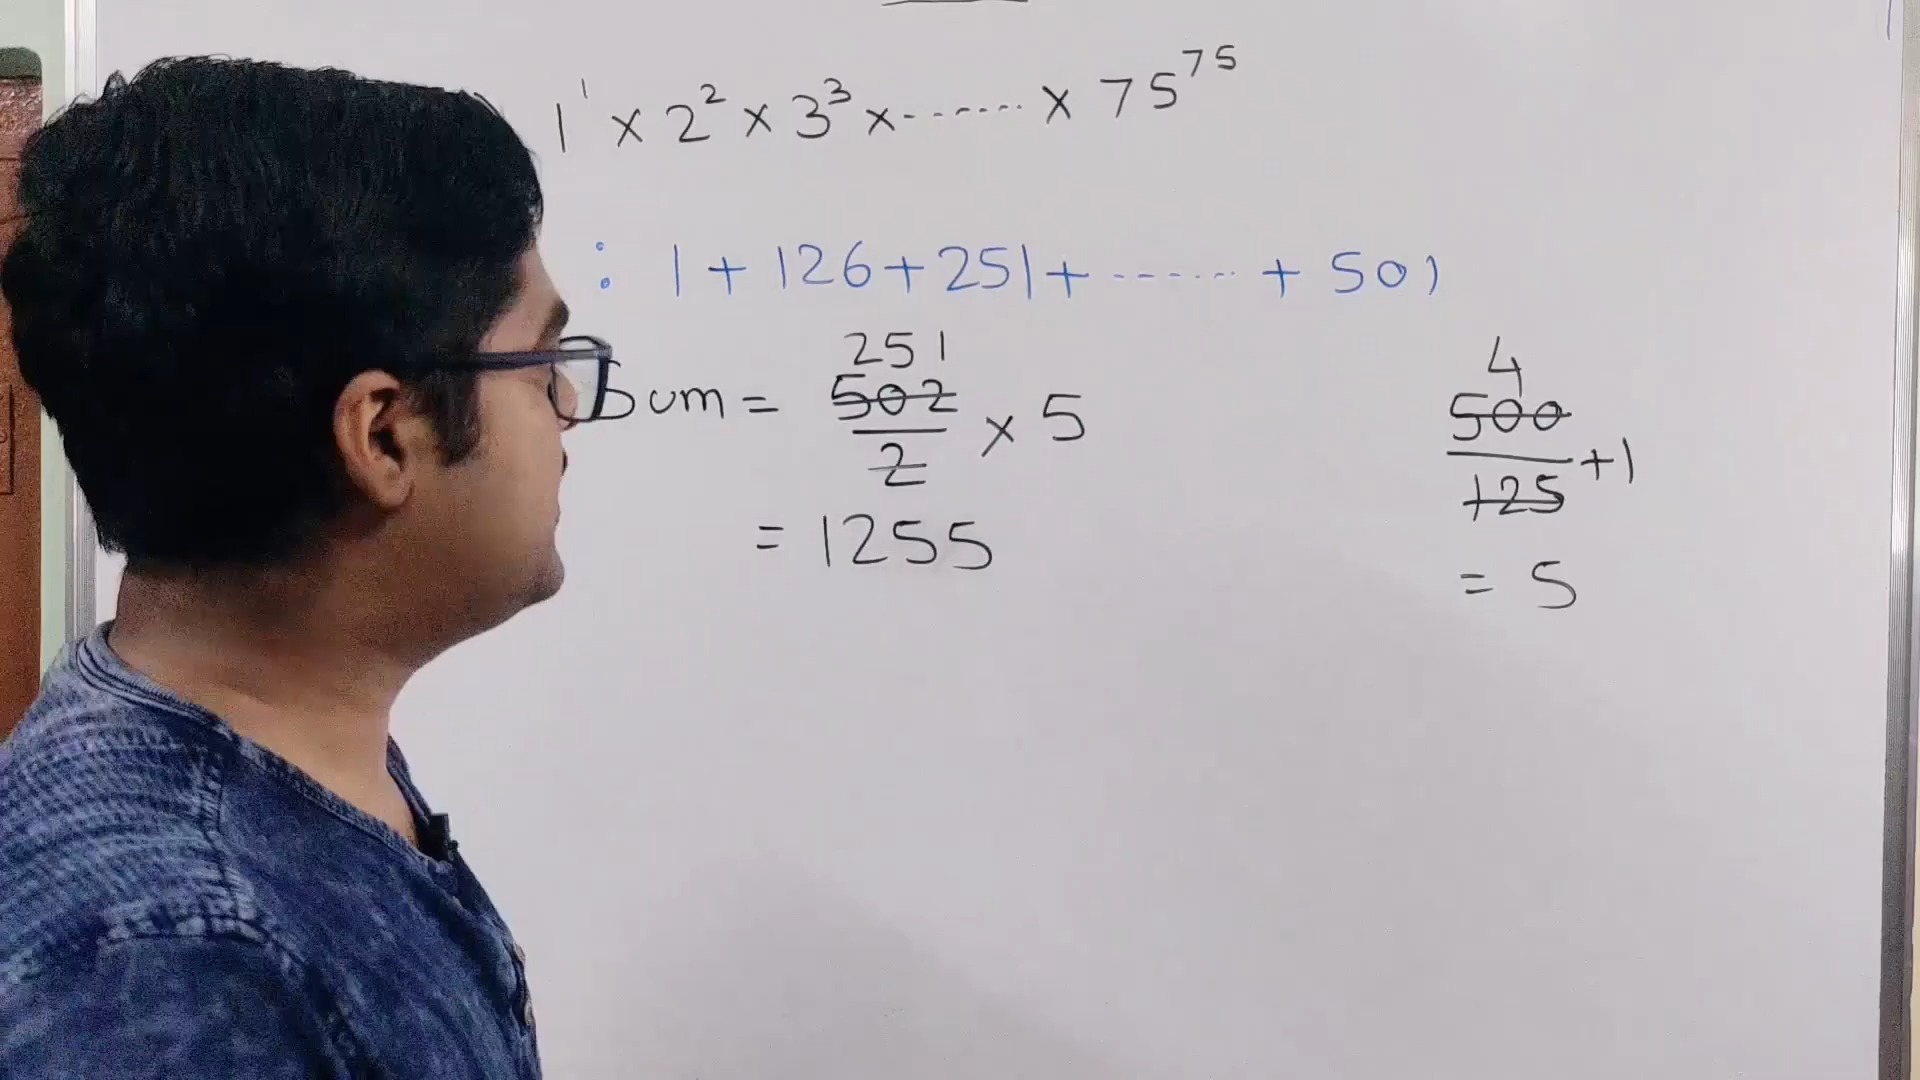 1¹ × 2² × 3³ × ------- × 75⁷⁵
: 1 + 126 + 251 + ------ + 501
251
Sum = 502/2 × 5
= 1255
4
500/125 + 1
= 5